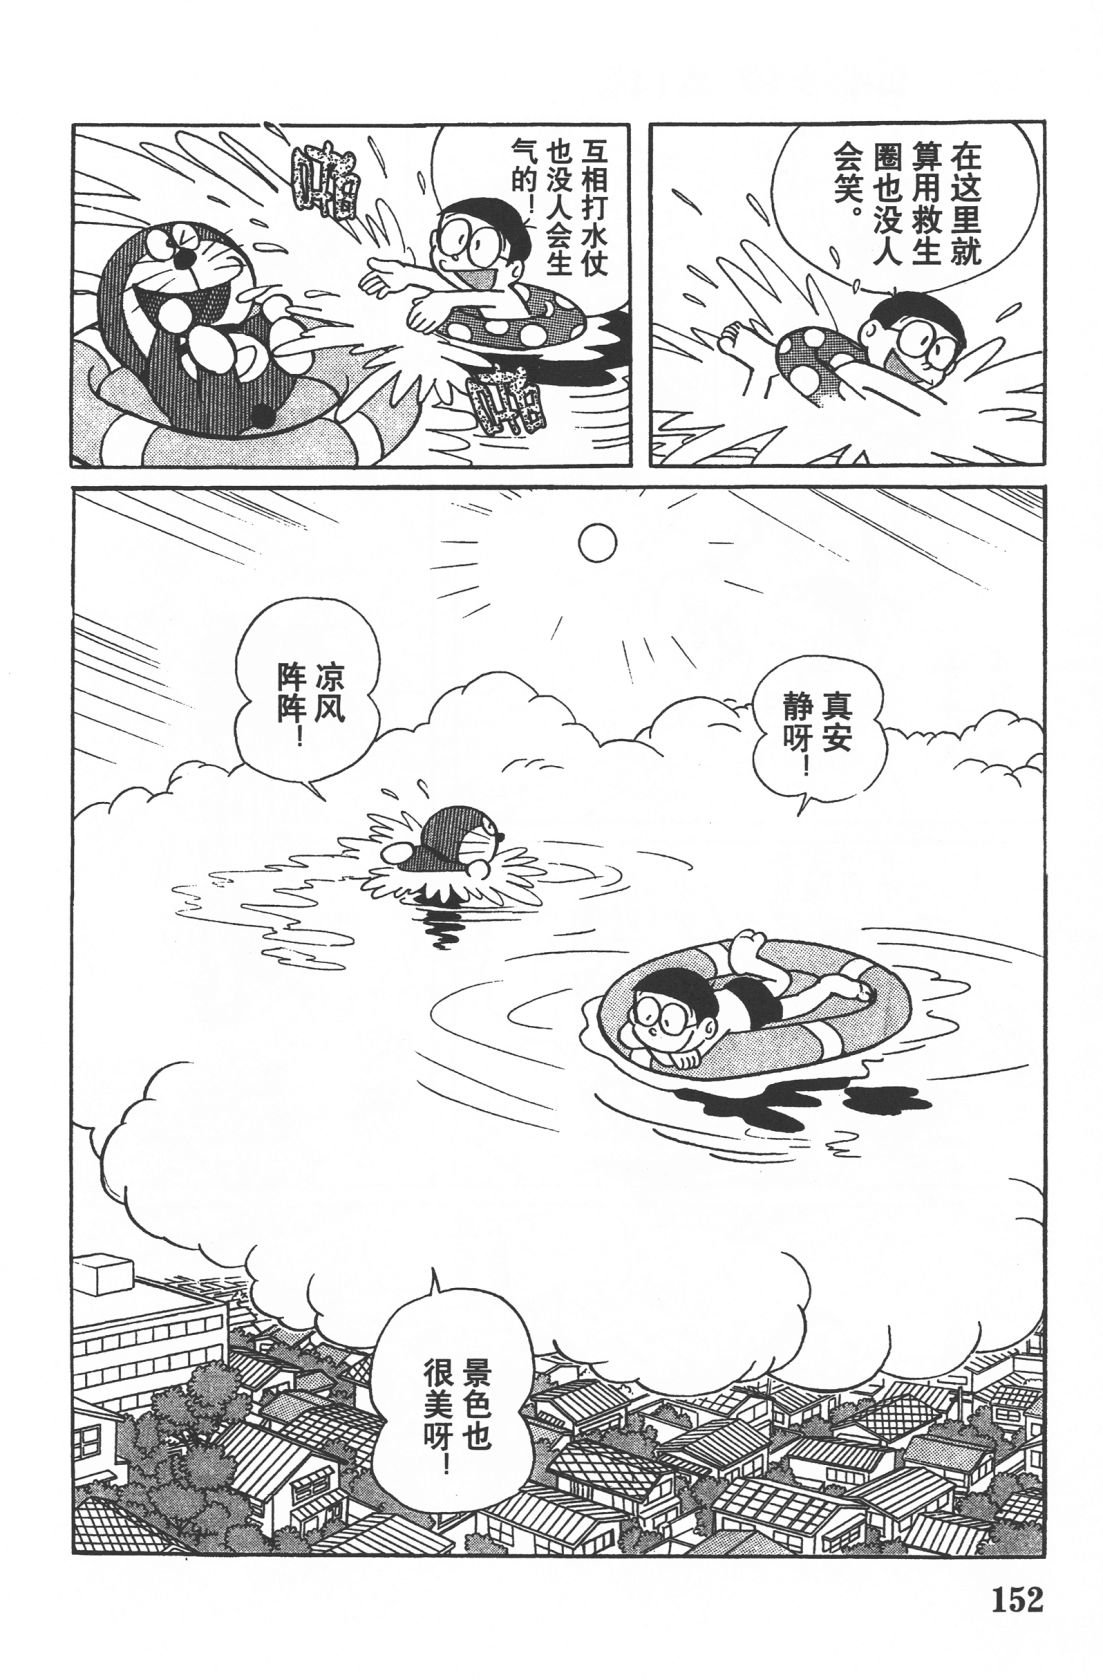 在这里就
算用救生
圈也没人
会笑。
互相打水仗
也没人会生
气的！
啪
啪
真安
静呀！
凉风
阵阵！
景色也
很美呀！
152